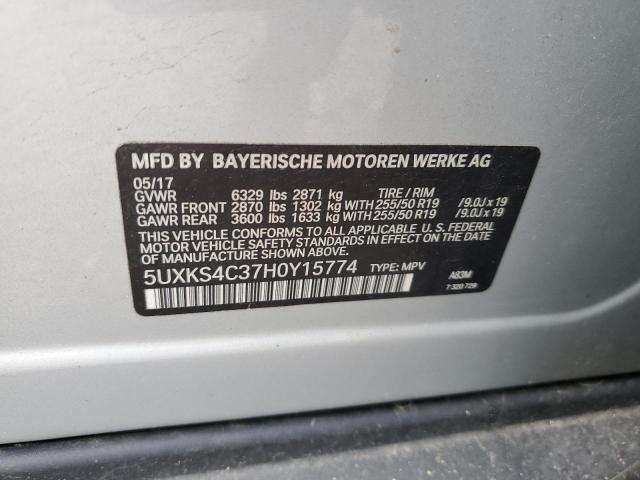 MFD BY BAYERISCHE MOTOREN WERKE AG
05/17
GVWR 6329 lbs 2871 kg TIRE / RIM
GAWR FRONT 2870 lbs 1302 kg WITH 255/50 R19 /9.0J x 19
GAWR REAR 3600 lbs 1633 kg WITH 255/50 R19 /9.0J x 19
THIS VEHICLE CONFORMS TO ALL APPLICABLE U. S. FEDERAL
MOTOR VEHICLE SAFETY STANDARDS IN EFFECT ON THE DATE
OF MANUFACTURE SHOWN ABOVE.
5UXKS4C37H0Y15774 TYPE: MPV A83M
7 320 729